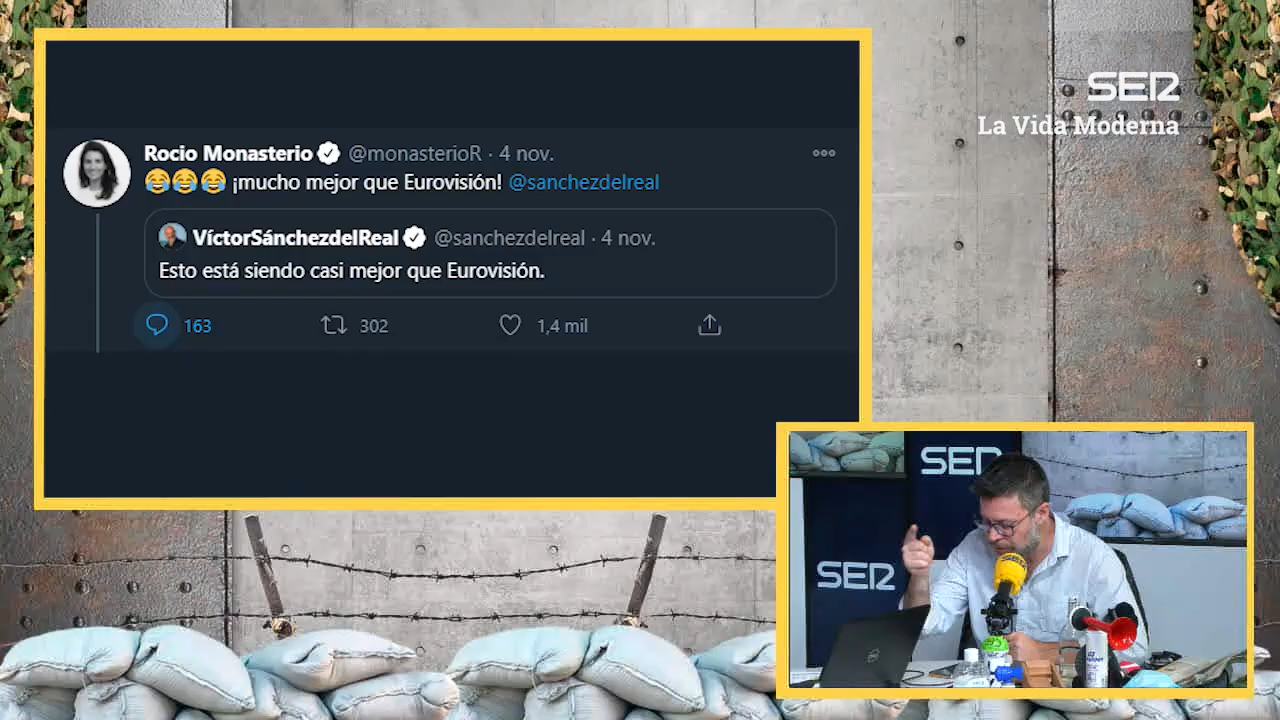 SER
La Vida Moderna
Rocio Monasterio @monasterioR · 4 nov.
😂😂😂 ¡mucho mejor que Eurovisión! @sanchezdelreal
VíctorSánchezdelReal @sanchezdelreal · 4 nov.
Esto está siendo casi mejor que Eurovisión.
163 302 1,4 mil
SER
SER